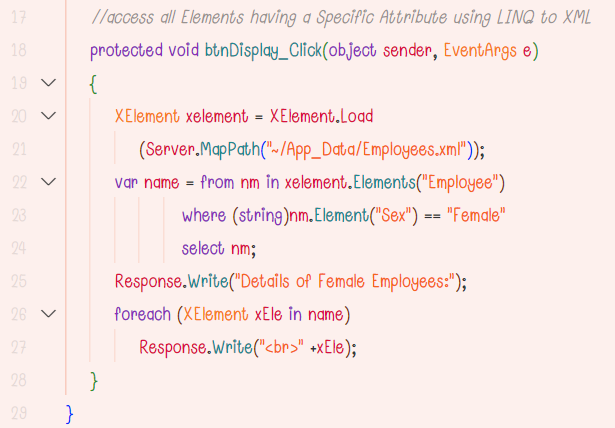 17 //access all Elements having a Specific Attribute using LINQ to XML
18 protected void btnDisplay_Click(object sender, EventArgs e)
19 {
20 XElement xelement = XElement.Load
21 (Server.MapPath("~/App_Data/Employees.xml"));
22 var name = from nm in xelement.Elements("Employee")
23 where (string)nm.Element("Sex") == "Female"
24 select nm;
25 Response.Write("Details of Female Employees:");
26 foreach (XElement xEle in name)
27 Response.Write("<br>" +xEle);
28 }
29 }